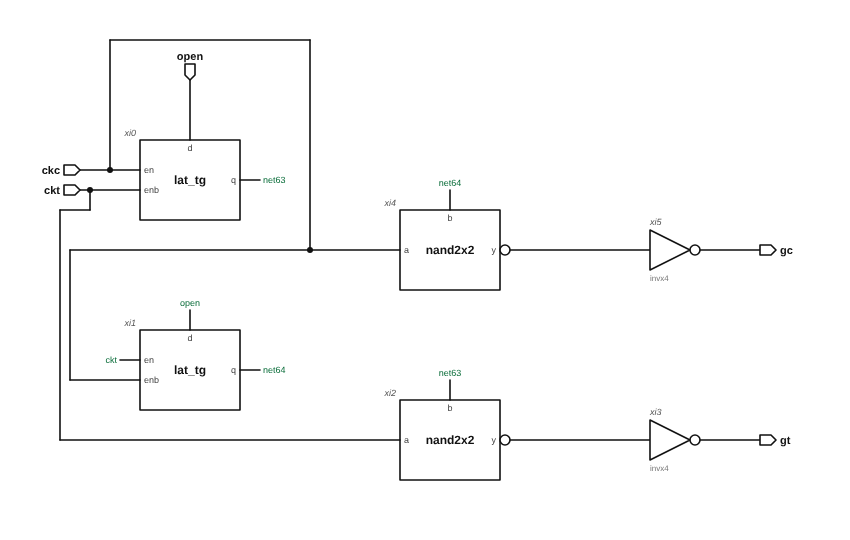 open
xi0
d
ckc
en
lat_tg
q
net63
ckt
enb
net64
xi4
b
xi5
a
nand2x2
y
gc
invx4
open
xi1
d
ckt
en
lat_tg
q
net64
enb
net63
xi2
b
xi3
a
nand2x2
y
gt
invx4